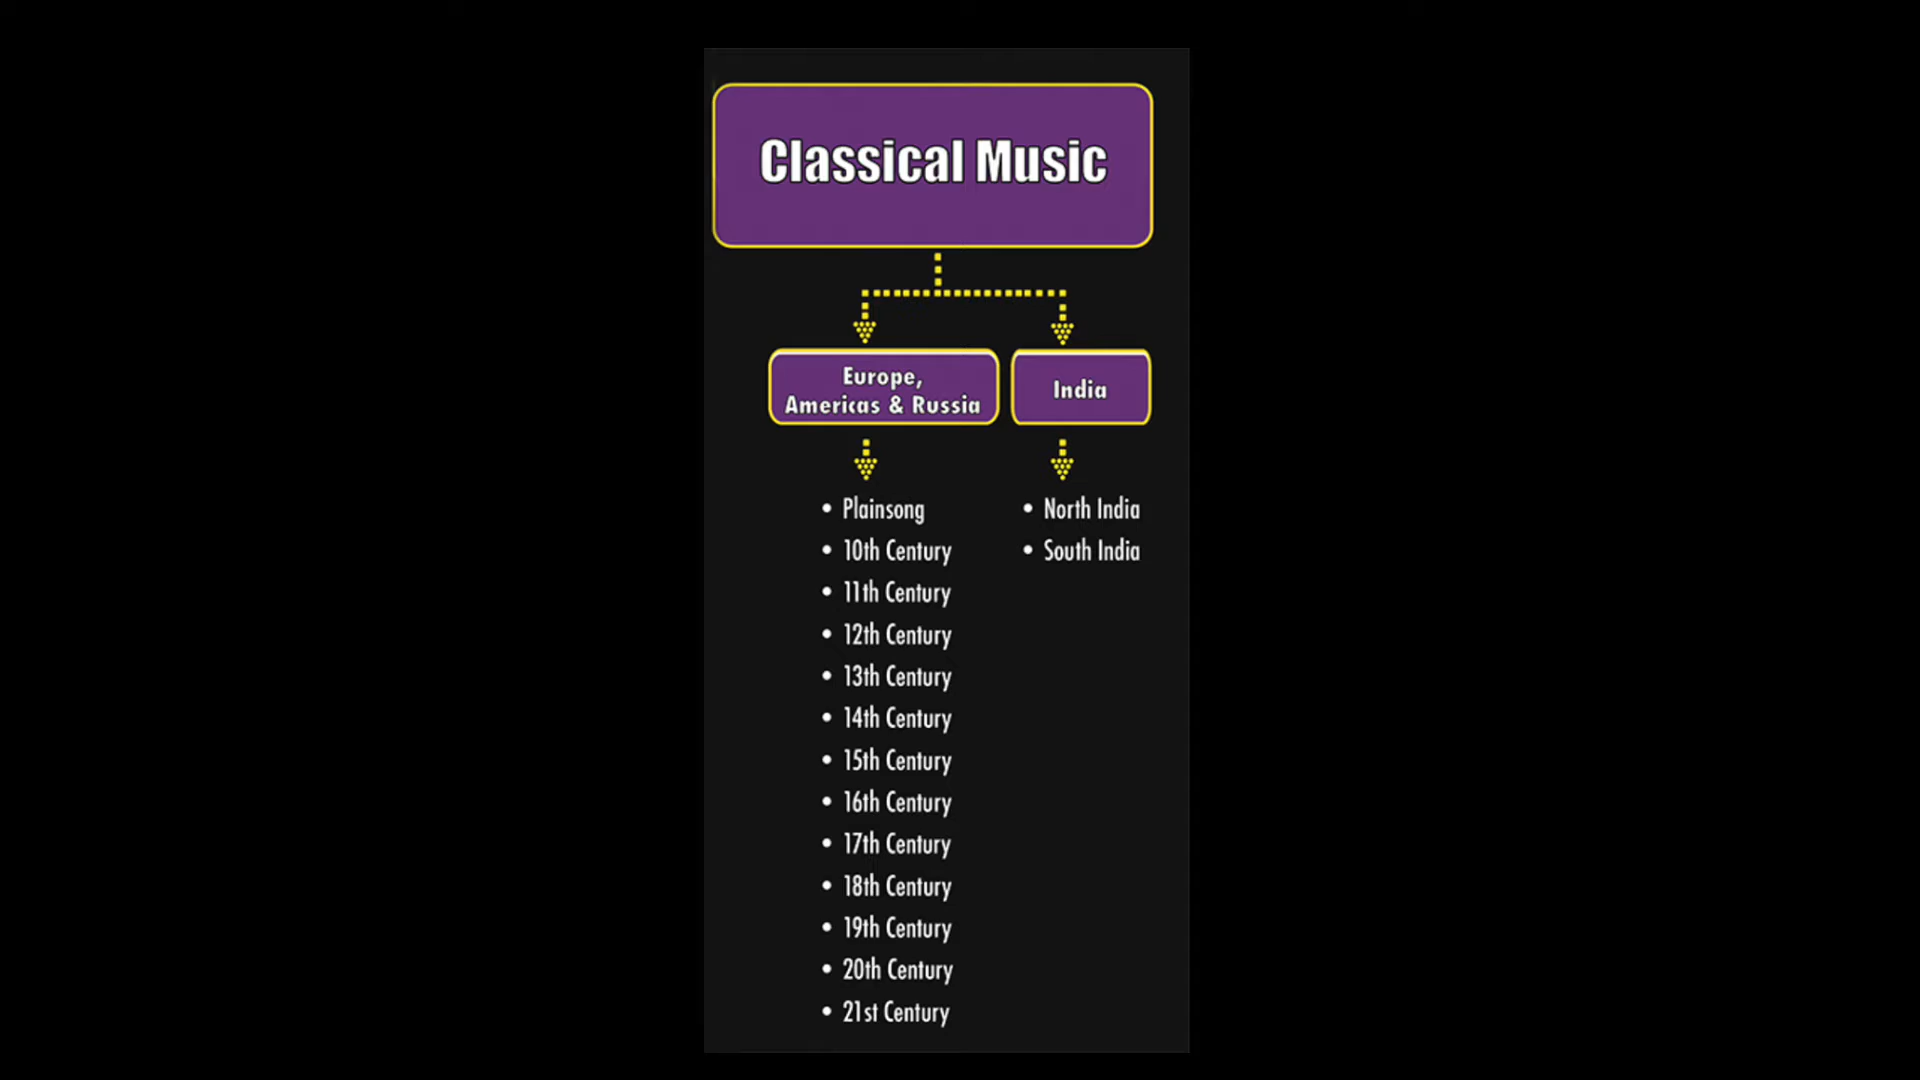 Classical Music
Europe,
Americas & Russia
• Plainsong
• 10th Century
• 11th Century
• 12th Century
• 13th Century
• 14th Century
• 15th Century
• 16th Century
• 17th Century
• 18th Century
• 19th Century
• 20th Century
• 21st Century
India
• North India
• South India